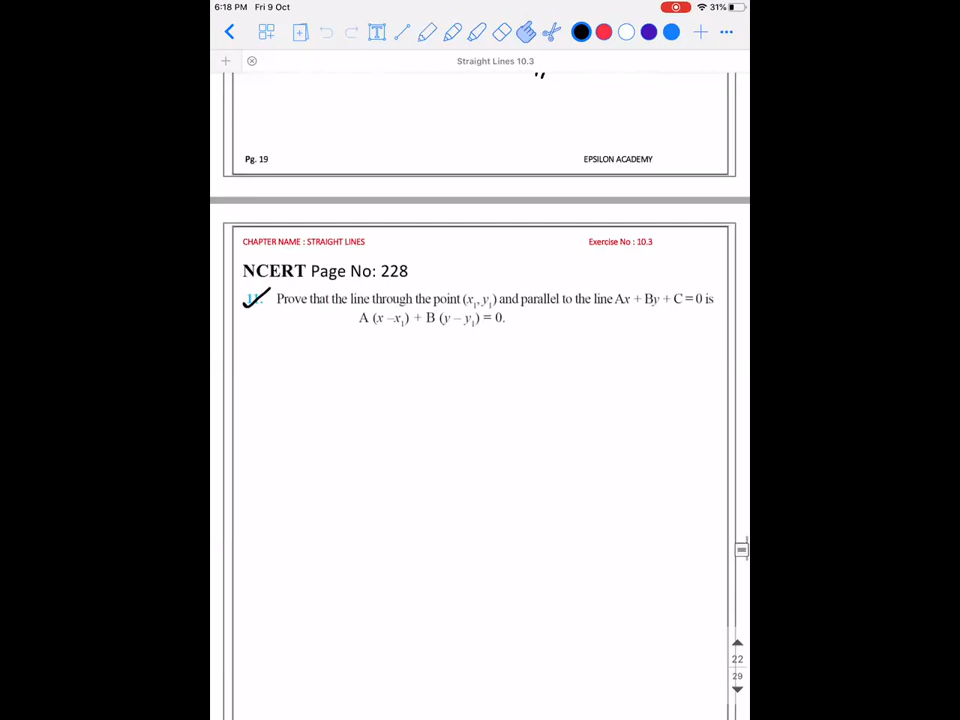 6:18 PM Fri 9 Oct 31%
T
Straight Lines 10.3
Pg. 19 EPSILON ACADEMY
CHAPTER NAME : STRAIGHT LINES Exercise No : 10.3
NCERT Page No: 228
11. Prove that the line through the point (x₁, y₁) and parallel to the line Ax + By + C = 0 is
A (x –x₁) + B (y – y₁) = 0.
22
29